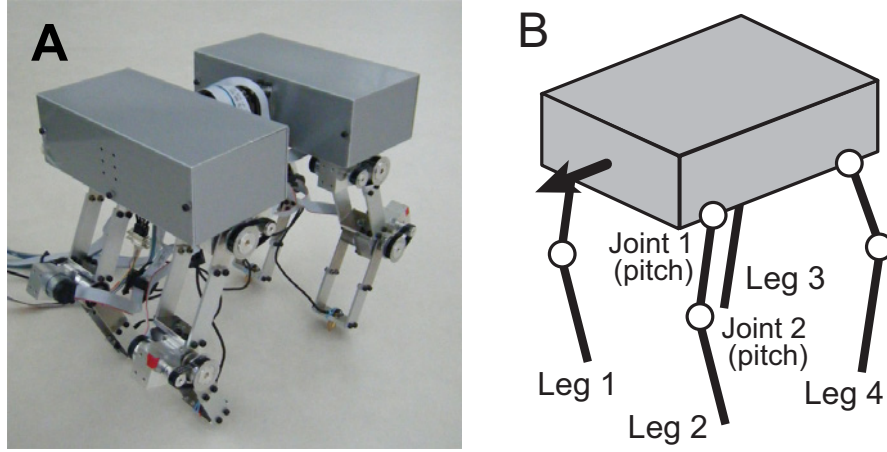 A
B
Joint 1
(pitch)
Leg 3
Joint 2
(pitch)
Leg 1
Leg 4
Leg 2